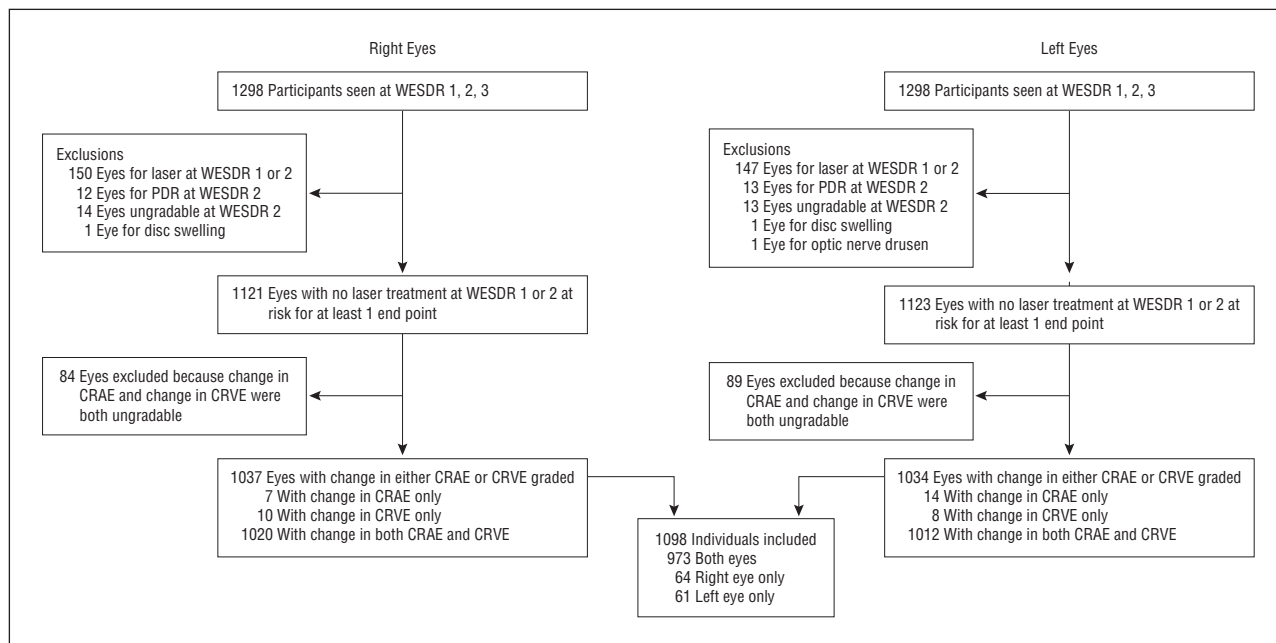 Right Eyes
1298 Participants seen at WESDR 1, 2, 3
Exclusions
150 Eyes for laser at WESDR 1 or 2
12 Eyes for PDR at WESDR 2
14 Eyes ungradable at WESDR 2
1 Eye for disc swelling
1121 Eyes with no laser treatment at WESDR 1 or 2 at
risk for at least 1 end point
84 Eyes excluded because change in
CRAE and change in CRVE were
both ungradable
1037 Eyes with change in either CRAE or CRVE graded
7 With change in CRAE only
10 With change in CRVE only
1020 With change in both CRAE and CRVE
Left Eyes
1298 Participants seen at WESDR 1, 2, 3
Exclusions
147 Eyes for laser at WESDR 1 or 2
13 Eyes for PDR at WESDR 2
13 Eyes ungradable at WESDR 2
1 Eye for disc swelling
1 Eye for optic nerve drusen
1123 Eyes with no laser treatment at WESDR 1 or 2 at
risk for at least 1 end point
89 Eyes excluded because change in
CRAE and change in CRVE were
both ungradable
1034 Eyes with change in either CRAE or CRVE graded
14 With change in CRAE only
8 With change in CRVE only
1012 With change in both CRAE and CRVE
1098 Individuals included
973 Both eyes
64 Right eye only
61 Left eye only